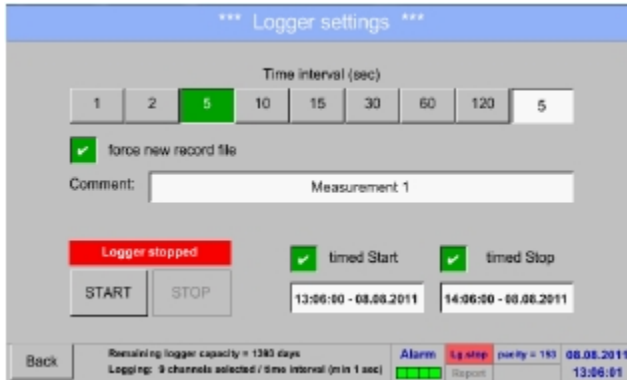 *** Logger settings ***
Time interval (sec)
1 2 5 10 15 30 60 120 5
force new record file
Comment: Measurement 1
Logger stopped
timed Start timed Stop
START STOP
13:06:00 - 08.08.2011 14:06:00 - 08.08.2011
Back
Remaining logger capacity = 1393 days
Logging: 9 channels selected / time interval (min 1 sec)
Alarm
Lg.stop
Report
= 153
08.08.2011
13:06:01